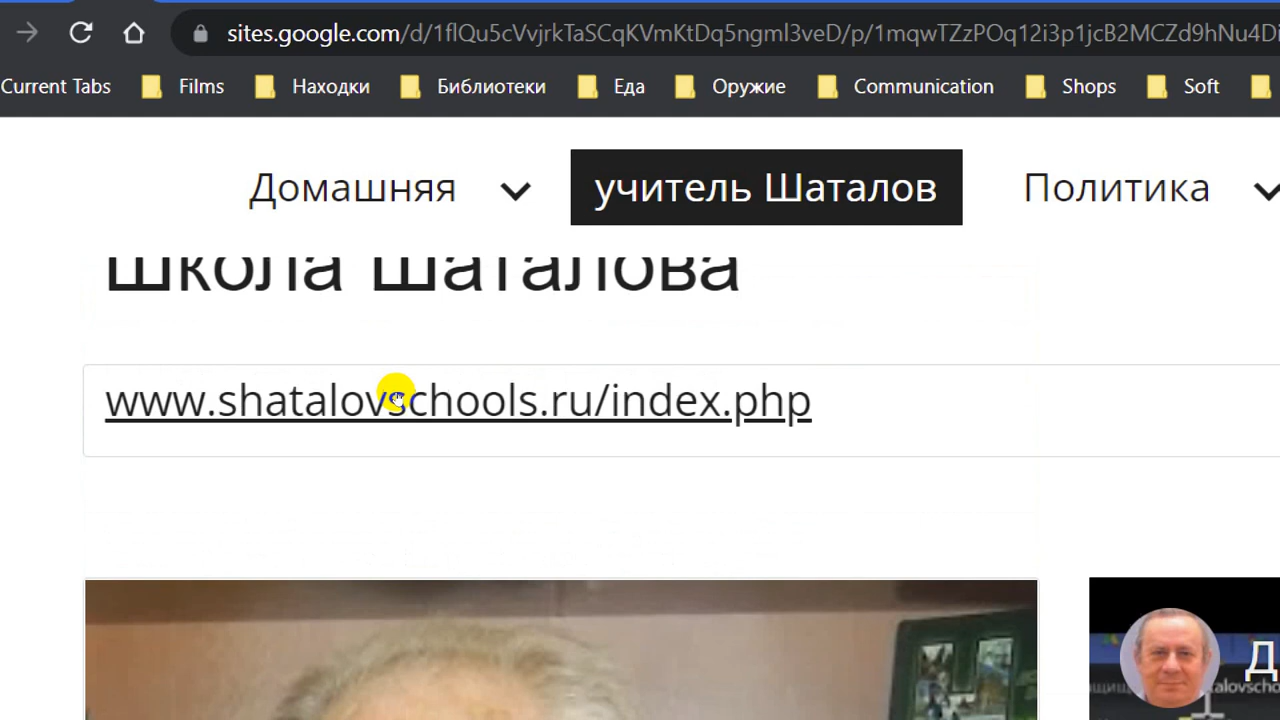 sites.google.com/d/1flQu5cVvjrkTaSCqKVmKtDq5ngml3veD/p/1mqwTZzPOq12i3p1jcB2MCZd9hNu4Di
Current Tabs Films Находки Библиотеки Еда Оружие Communication Shops Soft
Домашняя учитель Шаталов Политика
школа Шаталова
www.shatalovschools.ru/index.php